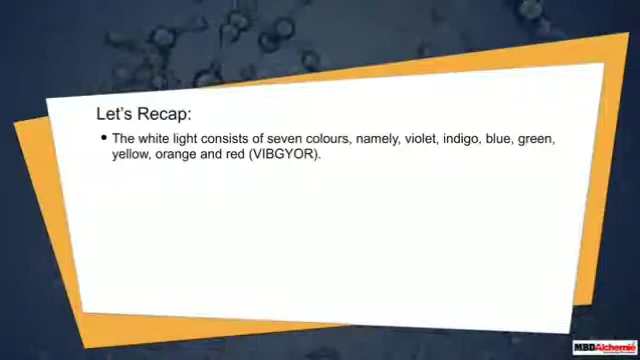 Let's Recap:
• The white light consists of seven colours, namely, violet, indigo, blue, green,
yellow, orange and red (VIBGYOR).
MBDAlchemie